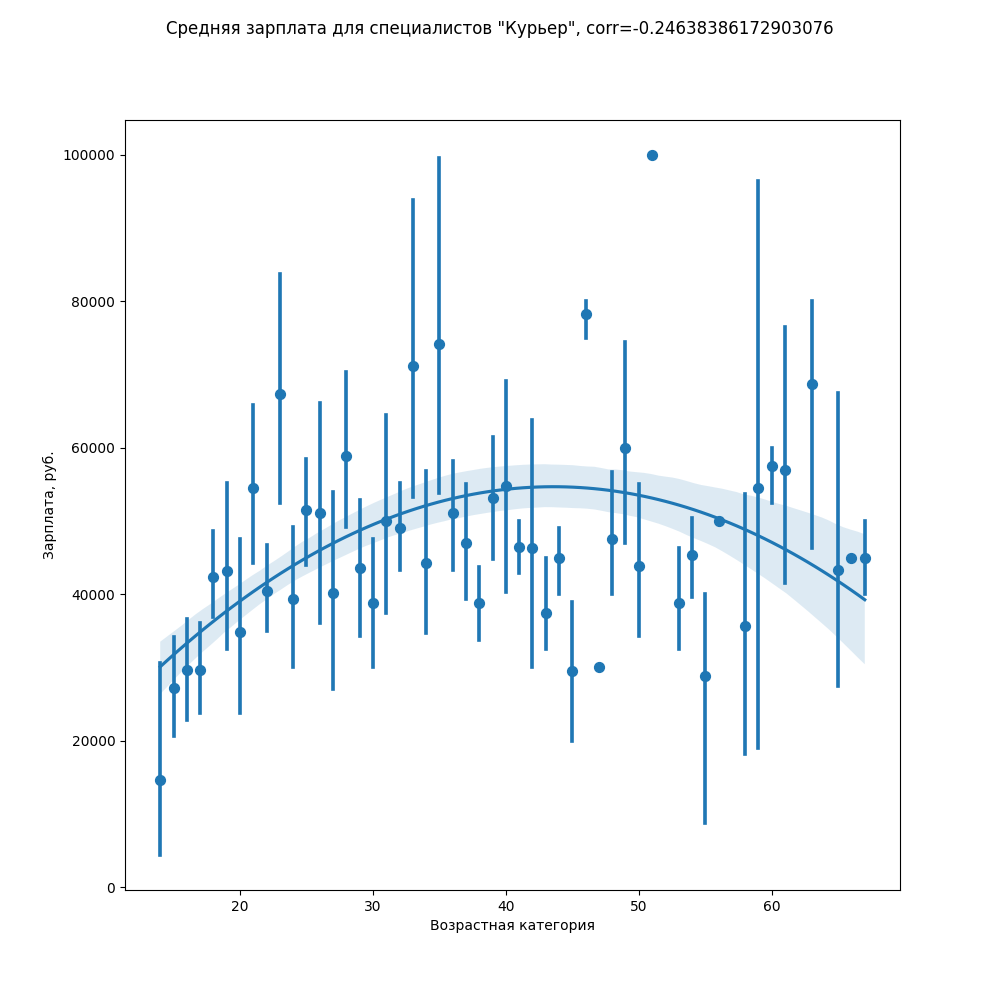 Средняя зарплата для специалистов "Курьер", corr=-0.24638386172903076
100000
80000
60000
40000
20000
0
Зарплата, руб.
20 30 40 50 60
Возрастная категория